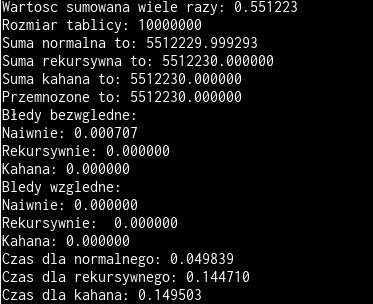 Wartosc sumowana wiele razy: 0.551223
Rozmiar tablicy: 10000000
Suma normalna to: 5512229.999293
Suma rekursywna to: 5512230.000000
Suma kahana to: 5512230.000000
Przemnozone to: 5512230.000000
Błedy bezwgledne:
Naiwnie: 0.000707
Rekursywnie: 0.000000
Kahana: 0.000000
Bledy wzgledne:
Naiwnie: 0.000000
Rekursywnie:  0.000000
Kahana: 0.000000
Czas dla normalnego: 0.049839
Czas dla rekursywnego: 0.144710
Czas dla kahana: 0.149503